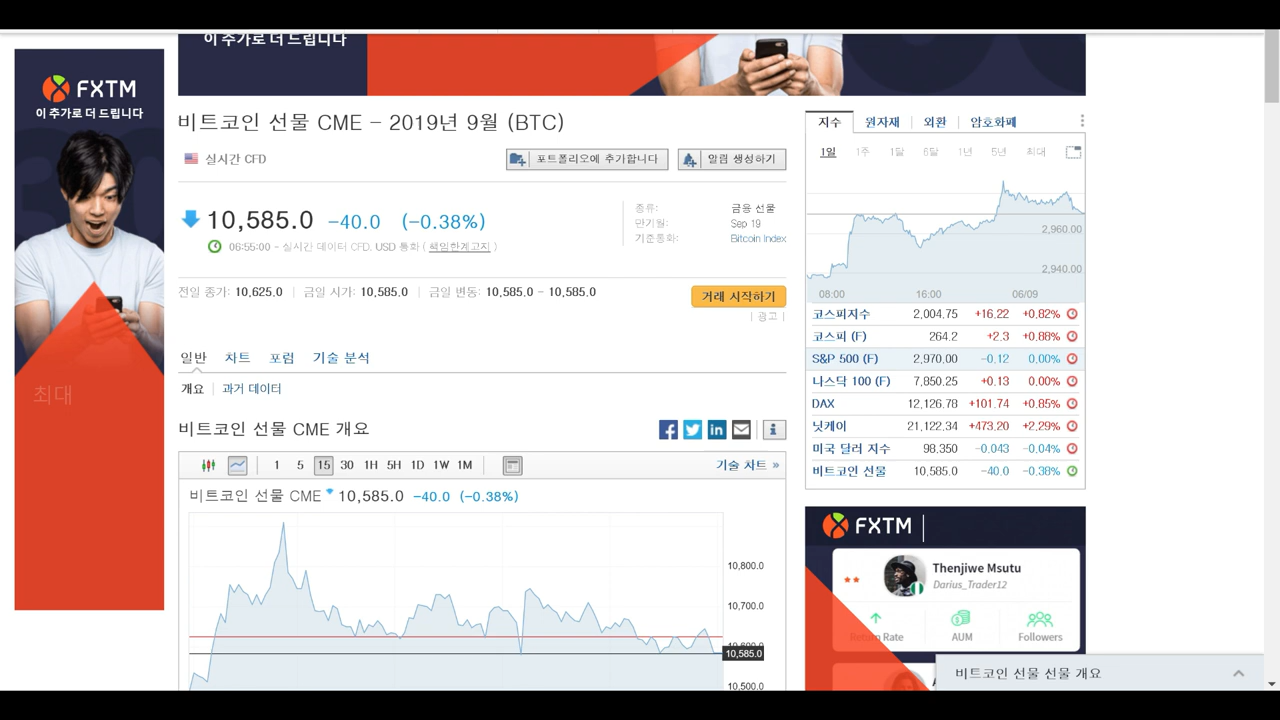 이 추가로 더 드립니다
FXTM
이 추가로 더 드립니다
최대
비트코인 선물 CME - 2019년 9월 (BTC)
실시간 CFD
포트폴리오에 추가합니다
알림 생성하기
10,585.0 -40.0 (-0.38%)
06:55:00 - 실시간 데이터 CFD. USD 통화 ( 책임한계고지 )
종류: 금융 선물
만기월: Sep 19
기준통화: Bitcoin Index
전일 종가: 10,625.0 | 금일 시가: 10,585.0 | 금일 변동: 10,585.0 - 10,585.0
거래 시작하기
| 광고 |
일반 차트 포럼 기술 분석
개요 과거 데이터
비트코인 선물 CME 개요
1 5 15 30 1H 5H 1D 1W 1M
기술 차트 »
비트코인 선물 CME 10,585.0 -40.0 (-0.38%)
10,800.0
10,700.0
10,585.0
10,500.0
지수 원자재 외환 암호화폐
1일 1주 1달 6달 1년 5년 최대
2,960.00
2,940.00
08:00 16:00 06/09
코스피지수 2,004.75 +16.22 +0.82%
코스피 (F) 264.2 +2.3 +0.88%
S&P 500 (F) 2,970.00 -0.12 0.00%
나스닥 100 (F) 7,850.25 +0.13 0.00%
DAX 12,126.78 +101.74 +0.85%
닛케이 21,122.34 +473.20 +2.29%
미국 달러 지수 98.350 -0.043 -0.04%
비트코인 선물 10,585.0 -40.0 -0.38%
FXTM
Thenjiwe Msutu
Darius_Trader12
Return Rate AUM Followers
비트코인 선물 선물 개요